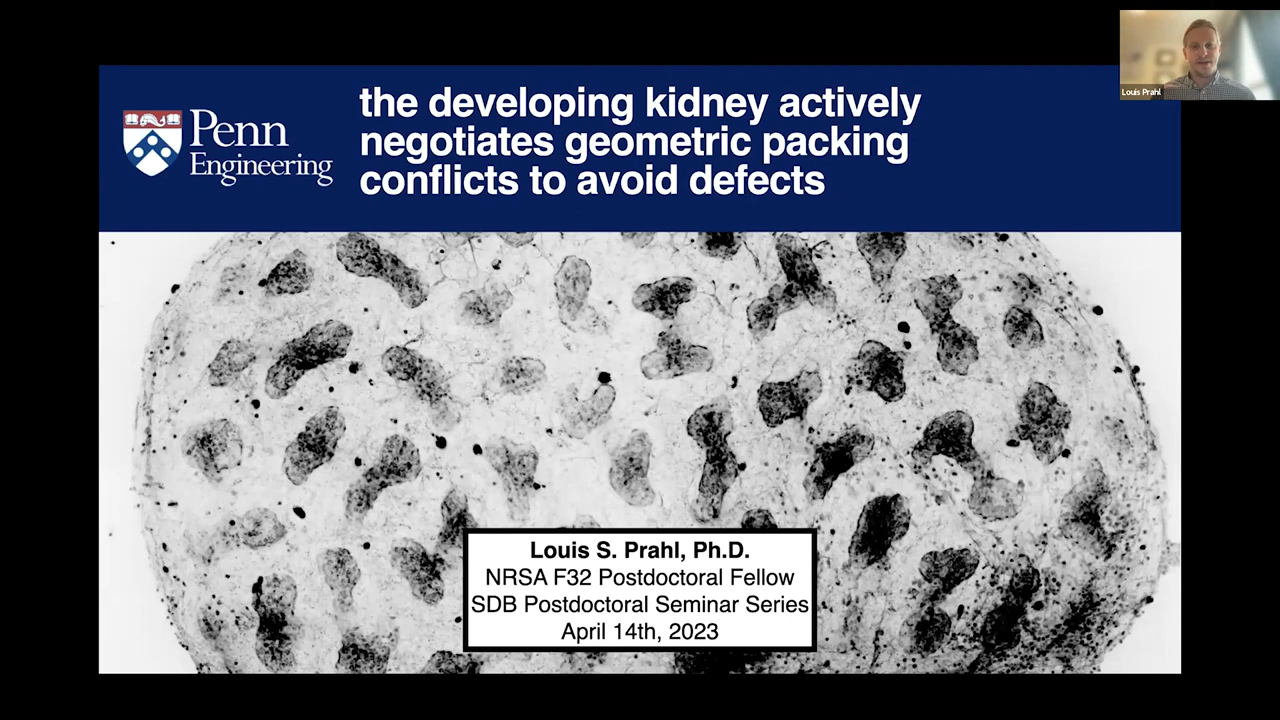 Louis Prahl
Penn
Engineering
the developing kidney actively
negotiates geometric packing
conflicts to avoid defects
Louis S. Prahl, Ph.D.
NRSA F32 Postdoctoral Fellow
SDB Postdoctoral Seminar Series
April 14th, 2023